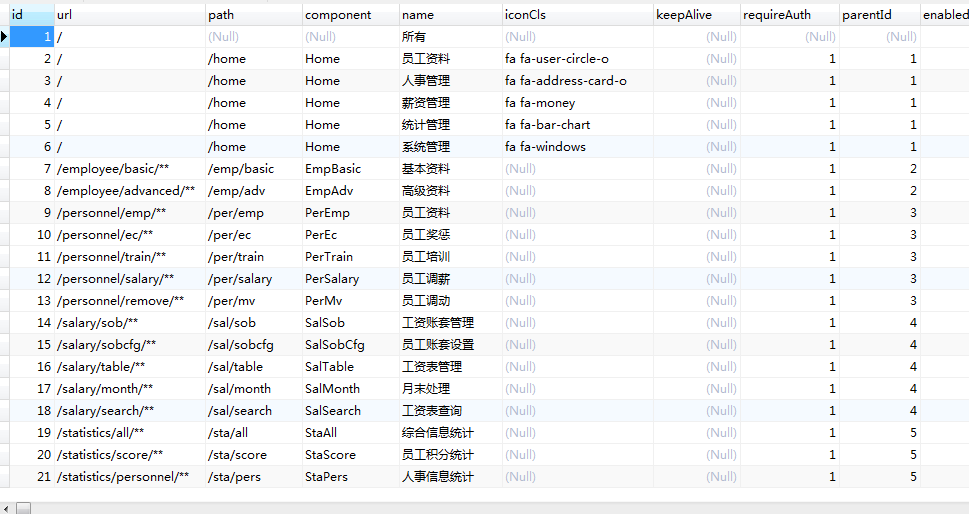 id url path component name iconCls keepAlive requireAuth parentId enabled
1 / (Null) (Null) 所有 (Null) (Null) (Null) (Null)
2 / /home Home 员工资料 fa fa-user-circle-o (Null) 1 1
3 / /home Home 人事管理 fa fa-address-card-o (Null) 1 1
4 / /home Home 薪资管理 fa fa-money (Null) 1 1
5 / /home Home 统计管理 fa fa-bar-chart (Null) 1 1
6 / /home Home 系统管理 fa fa-windows (Null) 1 1
7 /employee/basic/** /emp/basic EmpBasic 基本资料 (Null) (Null) 1 2
8 /employee/advanced/** /emp/adv EmpAdv 高级资料 (Null) (Null) 1 2
9 /personnel/emp/** /per/emp PerEmp 员工资料 (Null) (Null) 1 3
10 /personnel/ec/** /per/ec PerEc 员工奖惩 (Null) (Null) 1 3
11 /personnel/train/** /per/train PerTrain 员工培训 (Null) (Null) 1 3
12 /personnel/salary/** /per/salary PerSalary 员工调薪 (Null) (Null) 1 3
13 /personnel/remove/** /per/mv PerMv 员工调动 (Null) (Null) 1 3
14 /salary/sob/** /sal/sob SalSob 工资账套管理 (Null) (Null) 1 4
15 /salary/sobcfg/** /sal/sobcfg SalSobCfg 员工账套设置 (Null) (Null) 1 4
16 /salary/table/** /sal/table SalTable 工资表管理 (Null) (Null) 1 4
17 /salary/month/** /sal/month SalMonth 月末处理 (Null) (Null) 1 4
18 /salary/search/** /sal/search SalSearch 工资表查询 (Null) (Null) 1 4
19 /statistics/all/** /sta/all StaAll 综合信息统计 (Null) (Null) 1 5
20 /statistics/score/** /sta/score StaScore 员工积分统计 (Null) (Null) 1 5
21 /statistics/personnel/** /sta/pers StaPers 人事信息统计 (Null) (Null) 1 5